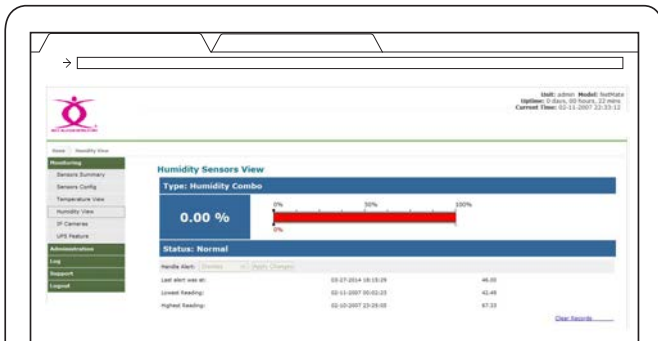 Unit: admin Model: NetMate
Uptime: 0 days, 00 hours, 22 mins
Current Time: 02-11-2007 22:33:12
Home Humidity View
Monitoring
Sensors Summary
Sensors Config
Temperature View
Humidity View
IP Cameras
UPS Feature
Administration
Log
Support
Logout
Humidity Sensors View
Type: Humidity Combo
0.00 %
0% 50% 100%
0%
Status: Normal
Handle Alert: Dismiss Apply Changes
Last alert was at: 03-27-2014 18:15:29 46.00
Lowest Reading: 02-11-2007 00:02:23 42.49
Highest Reading: 02-10-2007 23:25:05 67.33
Clear Records